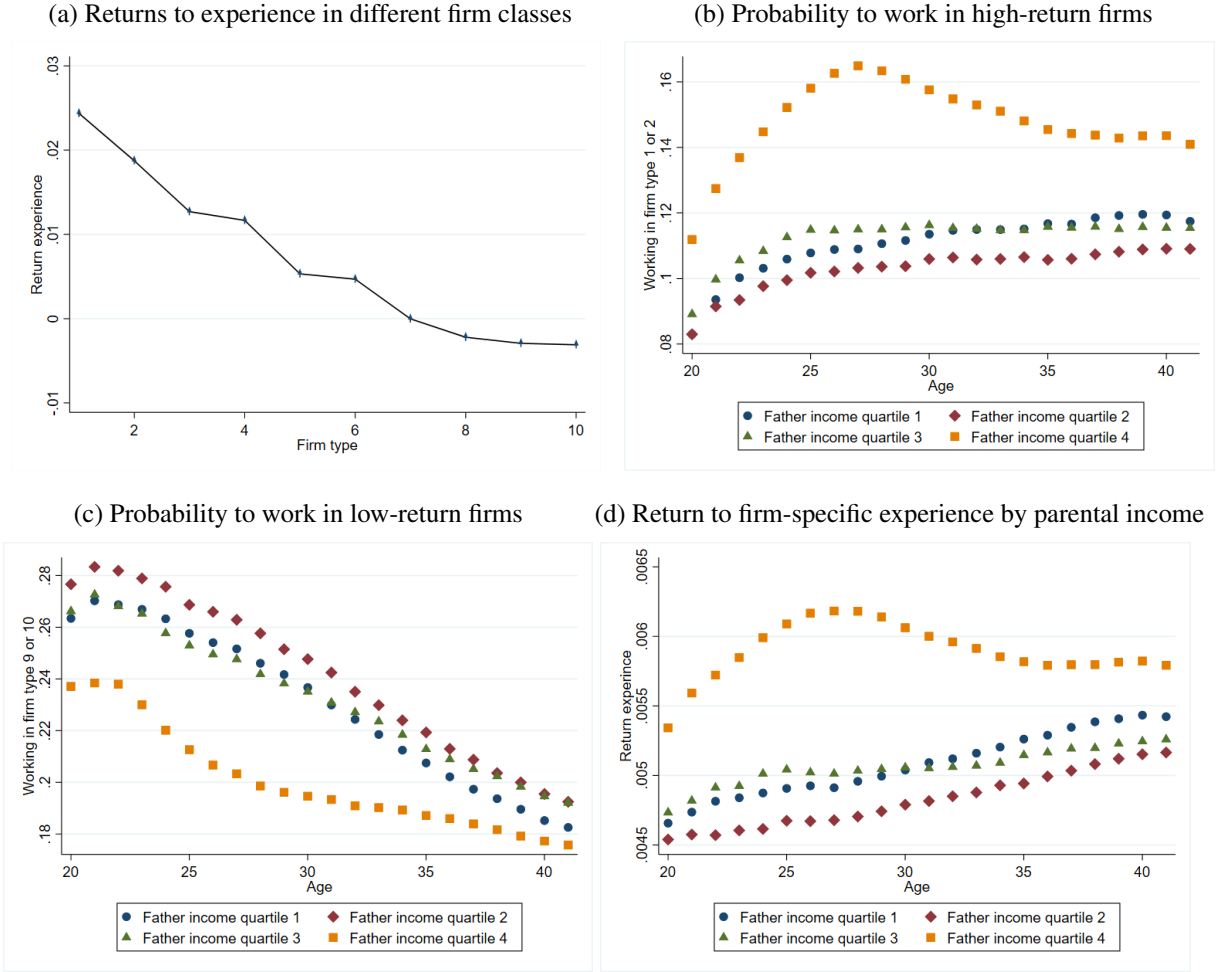 (a) Returns to experience in different firm classes
Return experience
.03
.02
.01
0
-.01
2 4 6 8 10
Firm type
(b) Probability to work in high-return firms
Working in firm type 1 or 2
.16
.14
.12
.1
.08
20 25 30 35 40
Age
Father income quartile 1 Father income quartile 2
Father income quartile 3 Father income quartile 4
(c) Probability to work in low-return firms
Working in firm type 9 or 10
.28
.26
.24
.22
.2
.18
20 25 30 35 40
Age
Father income quartile 1 Father income quartile 2
Father income quartile 3 Father income quartile 4
(d) Return to firm-specific experience by parental income
Return experince
.0065
.006
.0055
.005
.0045
20 25 30 35 40
Age
Father income quartile 1 Father income quartile 2
Father income quartile 3 Father income quartile 4